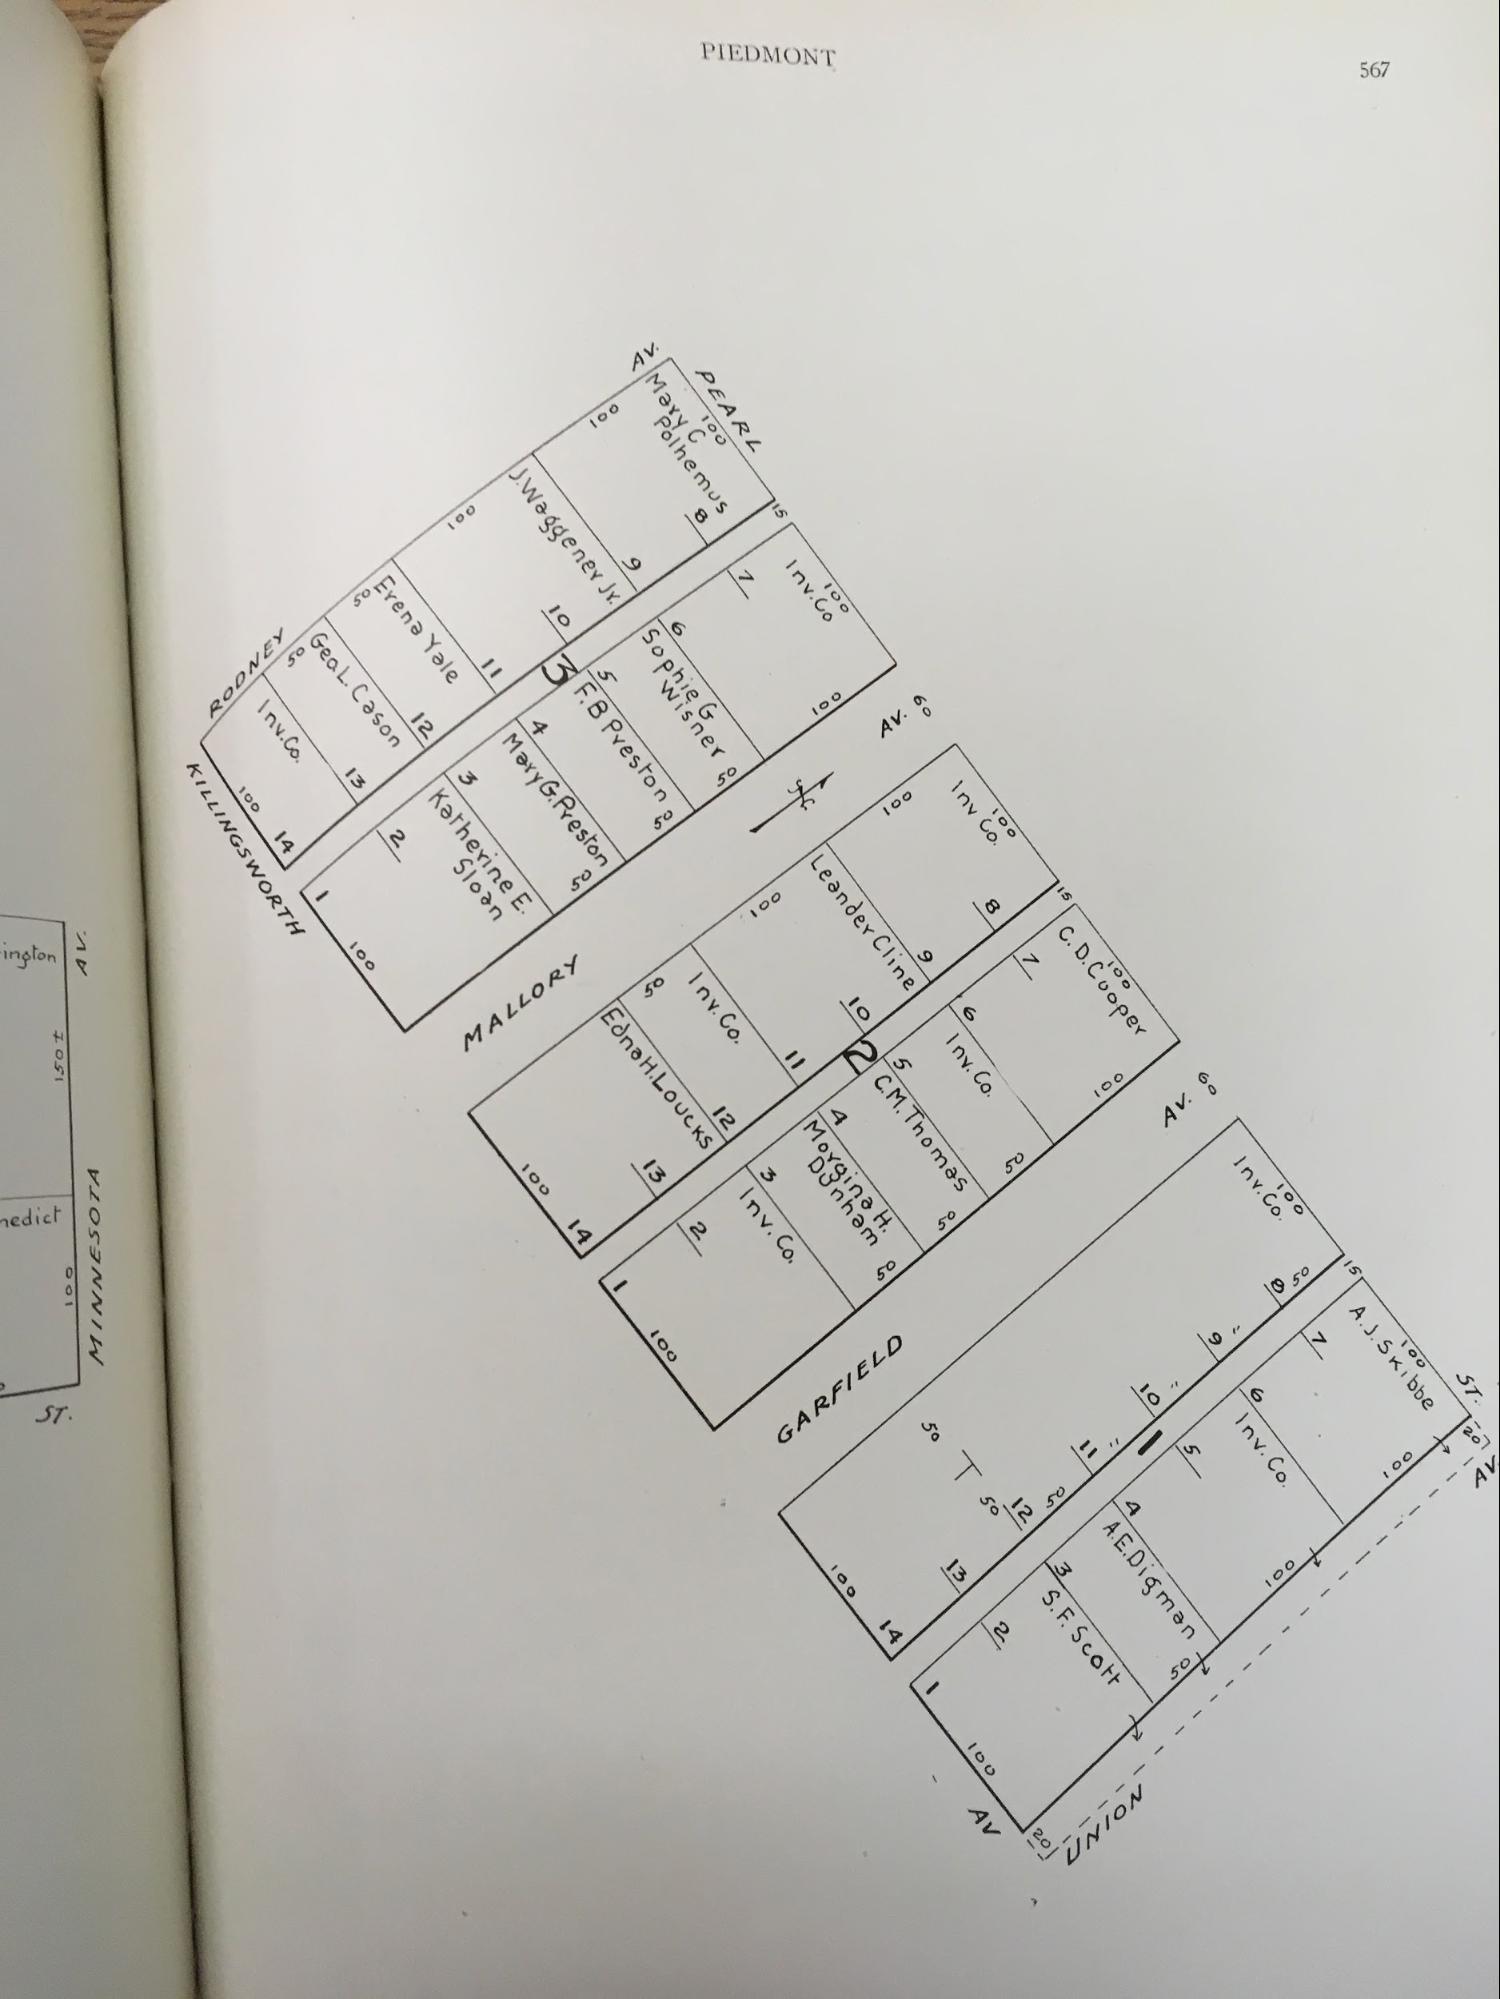 PIEDMONT
567
AV.
PEARL
Mary C
Polhemus
100
100
8
15
J. Waggener Jr.
100
9
10
Erena Yale
50
11
Geo. L. Cason
50
12
RODNEY
Inv. Co.
13
100
14
KILLINGSWORTH
3
Inv. Co
100
7
100
6
Sophie G
Wisner
50
5
F. B Preston
50
4
Mary G. Preston
50
3
Katherine E.
Sloan
2
1
100
AV. 60
MALLORY
Inv Co.
100
100
8
15
Leander Cline
100
9
10
Inv. Co.
50
11
Edna H. Loucks
12
13
100
14
2
C. D. Cooper
100
7
100
6
Inv. Co.
50
5
C. M. Thomas
50
4
Morgina H.
Dunham
50
3
Inv. Co.
2
1
100
AV. 60
GARFIELD
Inv. Co.
100
8 50
15
9 "
10 "
11 "
50
50
12 50
13
100
14
1
A. J. Skibbe
100
7
100
6
Inv. Co.
5
100
4
A. E. Digman
50
3
S. F. Scott
2
1
100
ST.
20
AV.
AV
20
UNION
ington
AV.
150±
nedict
100
MINNESOTA
ST.